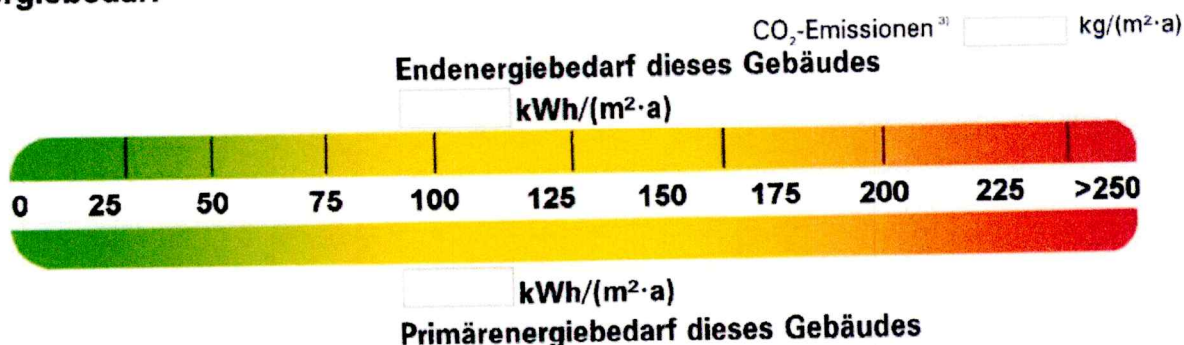 CO₂-Emissionen ³⁾ kg/(m²·a)
Endenergiebedarf dieses Gebäudes
kWh/(m²·a)
0 25 50 75 100 125 150 175 200 225 >250
kWh/(m²·a)
Primärenergiebedarf dieses Gebäudes